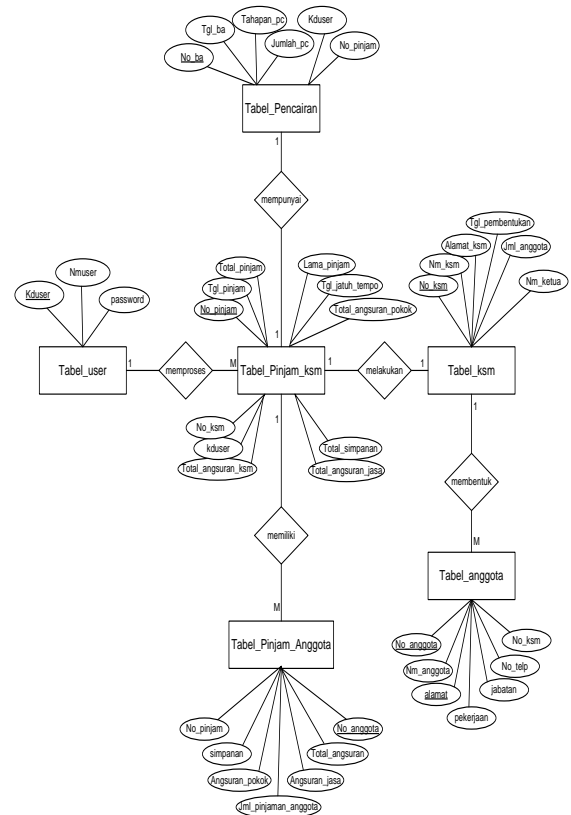 Tahapan_pc
Tgl_ba
Kduser
Jumlah_pc
No_pinjam
No_ba
Tabel_Pencairan
1
mempunyai
Tgl_pembentukan
Alamat_ksm
Jml_anggota
Nm_ksm
No_ksm
Nm_ketua
Total_pinjam
Lama_pinjam
Tgl_pinjam
Tgl_jatuh_tempo
No_pinjam
Total_angsuran_pokok
Nmuser
Kduser
password
1
Tabel_user
1
memproses
M
Tabel_Pinjam_ksm
1
melakukan
1
Tabel_ksm
No_ksm
kduser
Total_angsuran_ksm
1
Total_simpanan
Total_angsuran_jasa
1
membentuk
M
memiliki
M
Tabel_anggota
Tabel_Pinjam_Anggota
No_anggota
Nm_anggota
alamat
pekerjaan
jabatan
No_telp
No_ksm
No_pinjam
simpanan
Angsuran_pokok
Jml_pinjaman_anggota
Angsuran_jasa
Total_angsuran
No_anggota